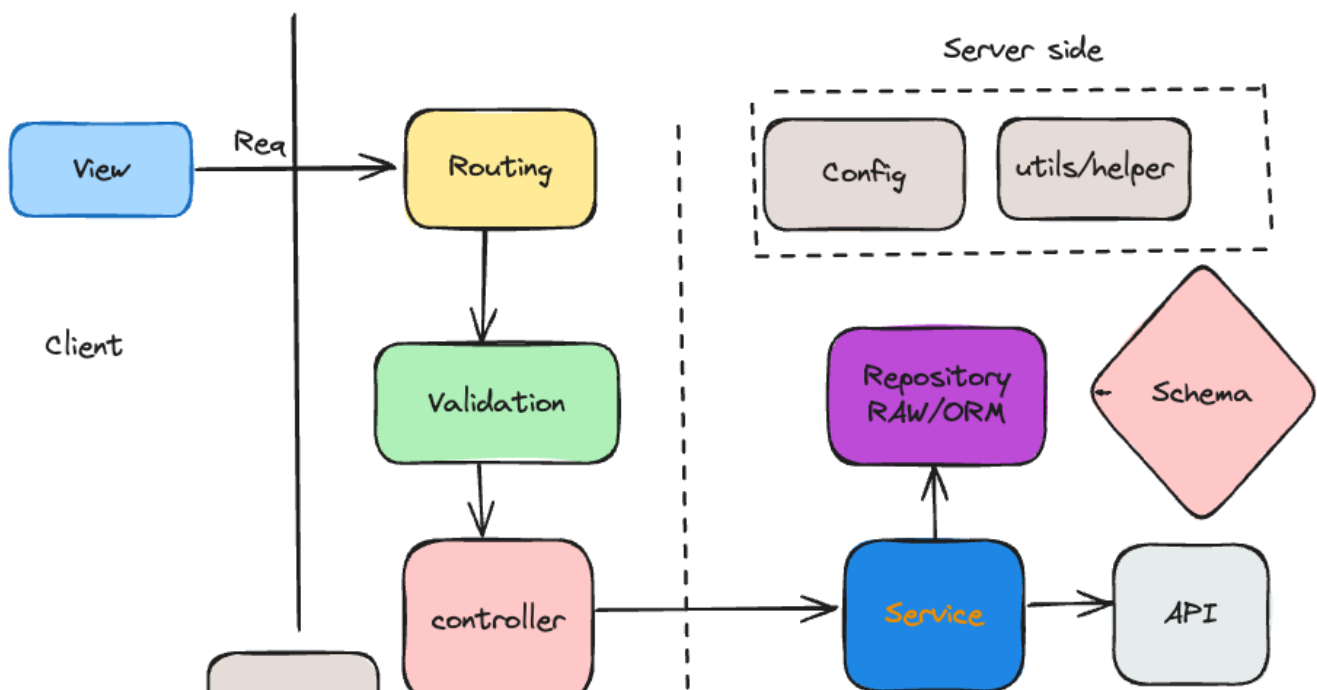 Server side
View
Req
Routing
Config
utils/helper
Client
Validation
Repository
RAW/ORM
Schema
controller
Service
API